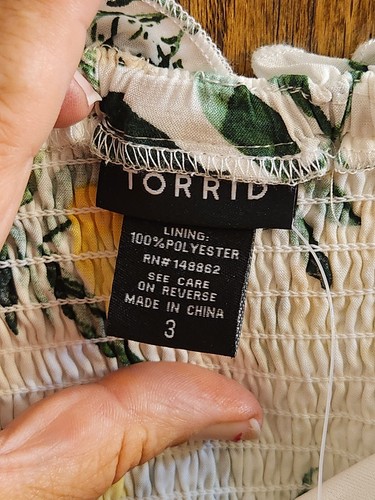 TORRID
LINING:
100%POLYESTER
RN#148862
SEE CARE
ON REVERSE
MADE IN CHINA
3